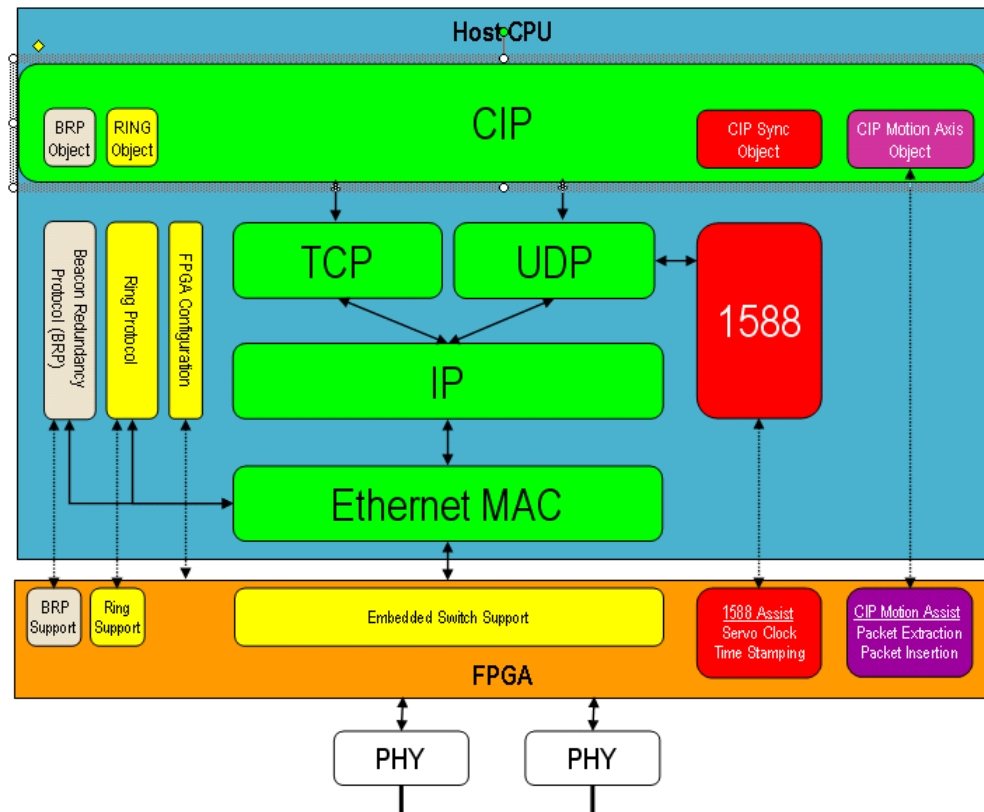 Host CPU
CIP
BRP
Object
RING
Object
CIP Sync
Object
CIP Motion Axis
Object
Beacon Redundancy
Protocol (BRP)
Ring Protocol
FPGA Configuration
TCP
UDP
1588
IP
Ethernet MAC
BRP
Support
Ring
Support
Embedded Switch Support
1588 Assist
Servo Clock
Time Stamping
CIP Motion Assist
Packet Extraction
Packet Insertion
FPGA
PHY
PHY